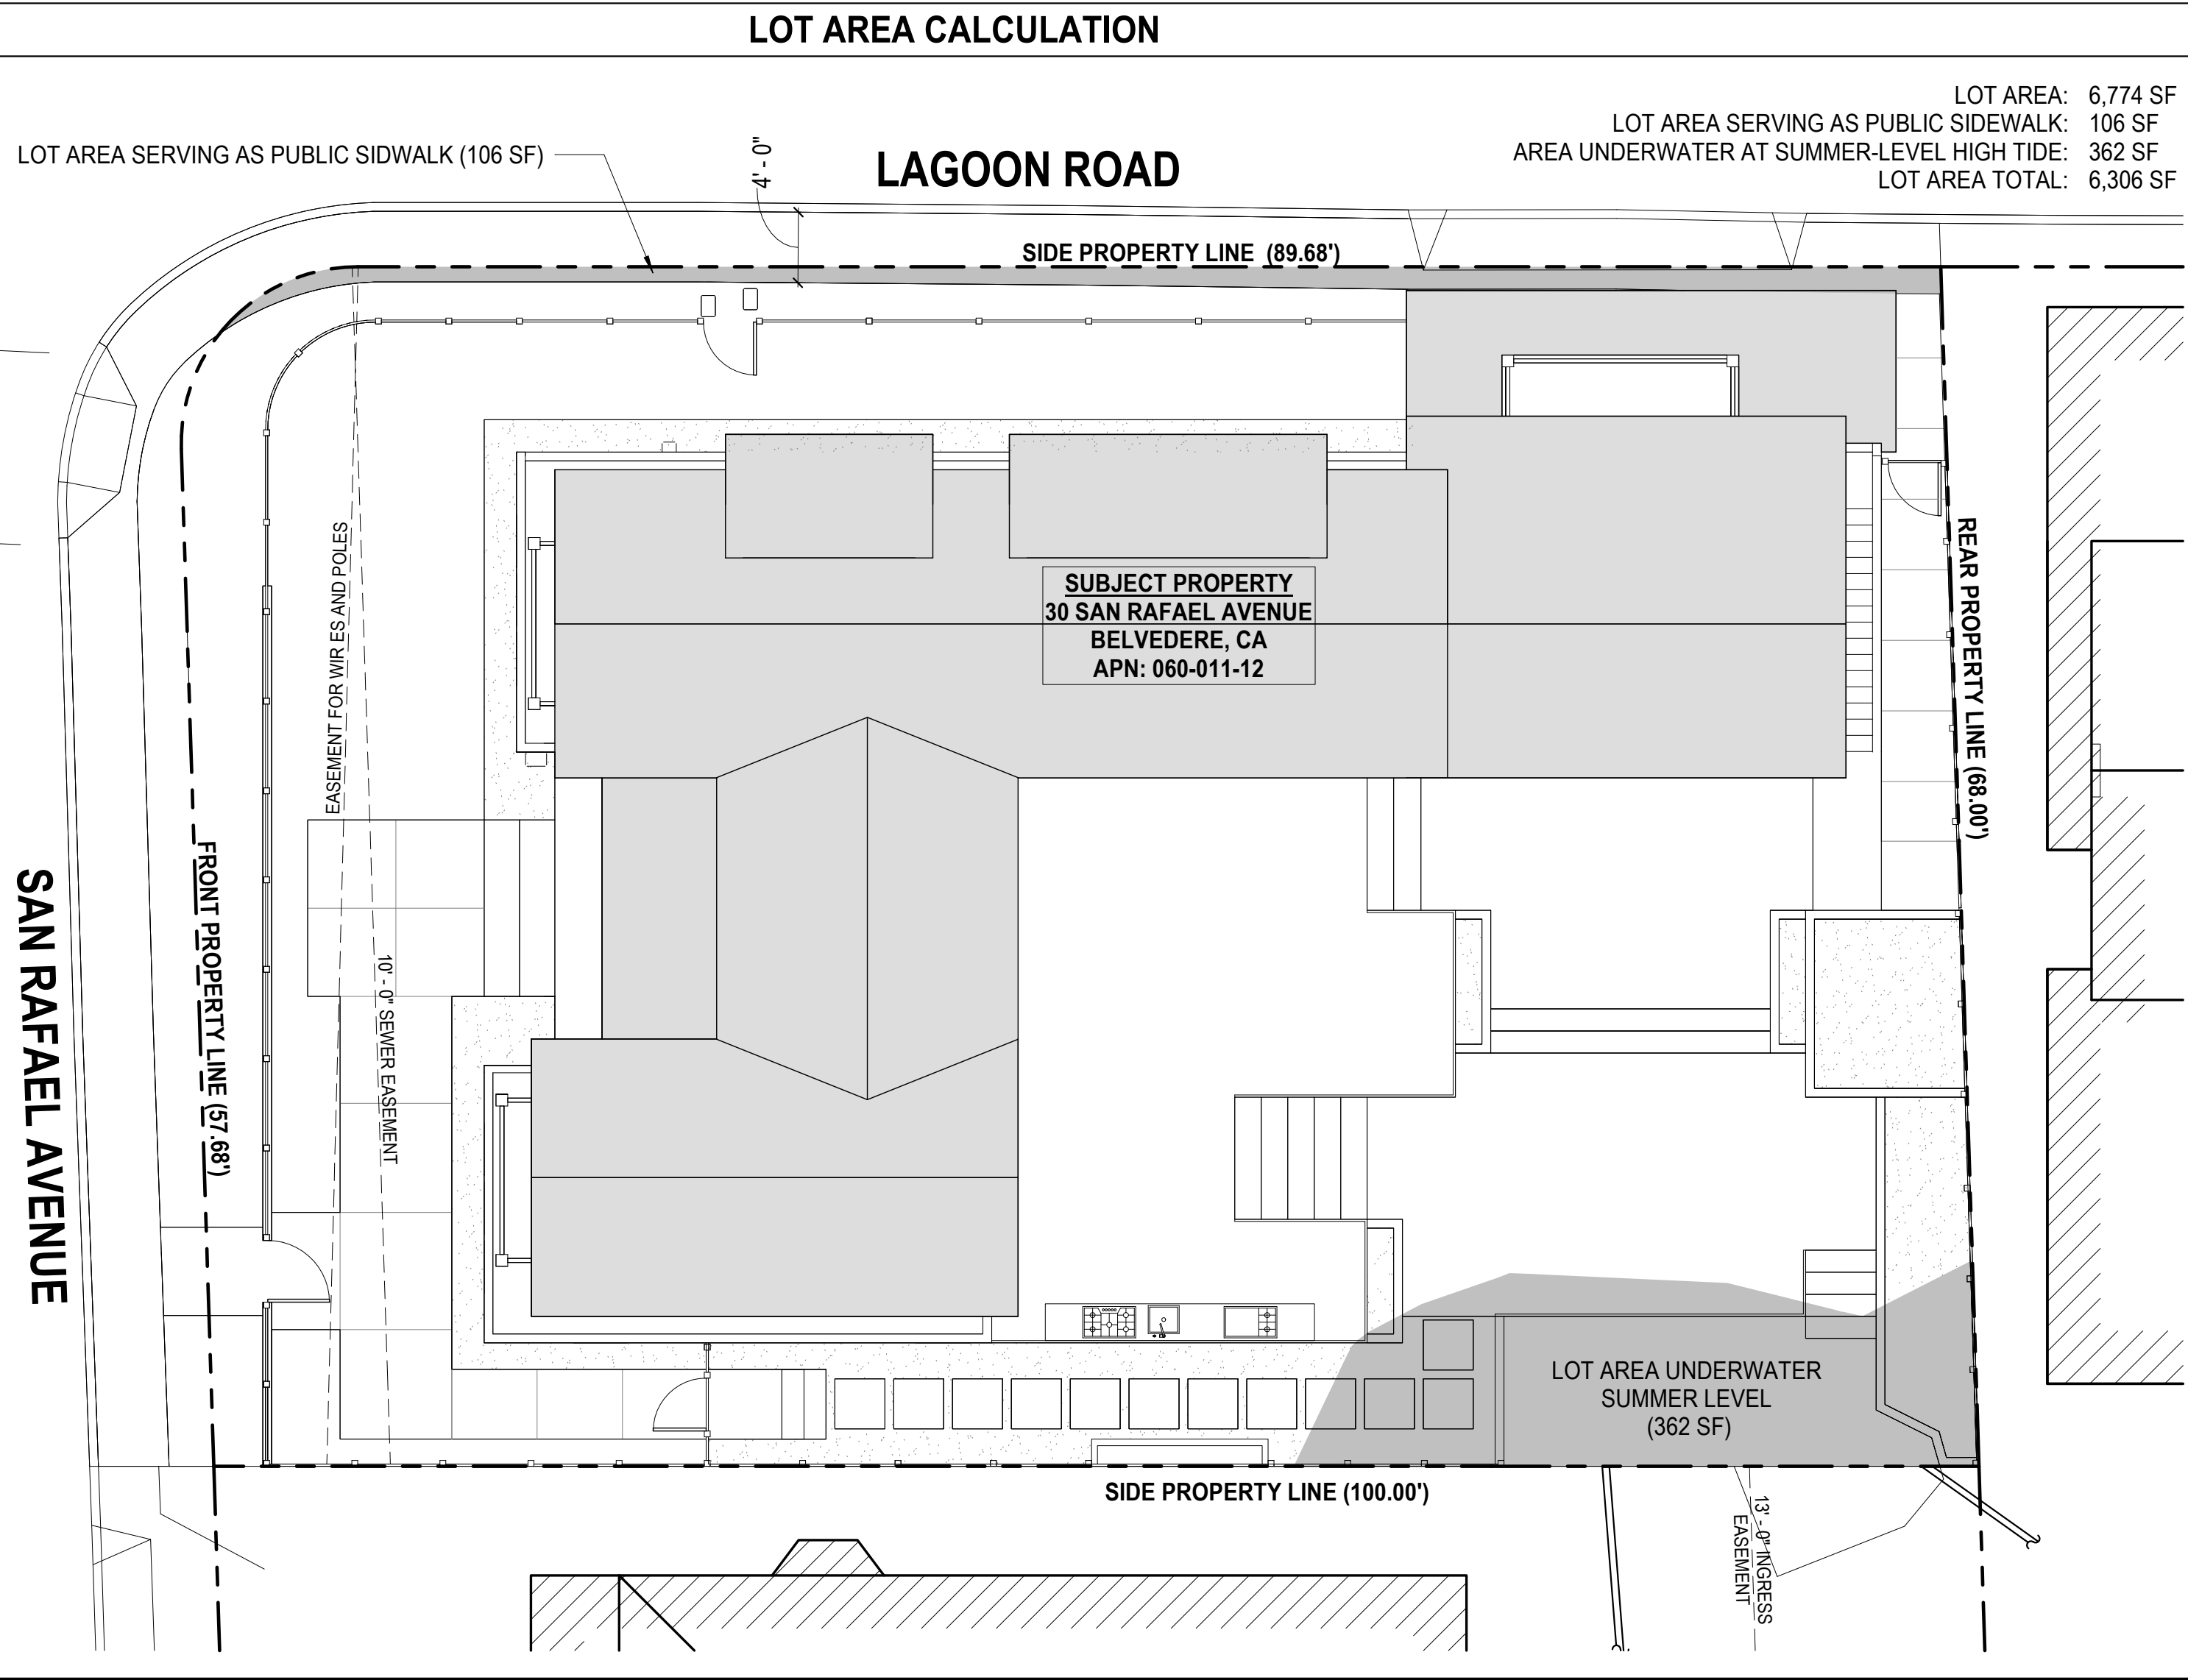 LOT AREA CALCULATION
LOT AREA: 6,774 SF
LOT AREA SERVING AS PUBLIC SIDEWALK: 106 SF
AREA UNDERWATER AT SUMMER-LEVEL HIGH TIDE: 362 SF
LOT AREA TOTAL: 6,306 SF
LOT AREA SERVING AS PUBLIC SIDWALK (106 SF)
4' - 0"
LAGOON ROAD
SIDE PROPERTY LINE (89.68')
SUBJECT PROPERTY
30 SAN RAFAEL AVENUE
BELVEDERE, CA
APN: 060-011-12
EASEMENT FOR WIR ES AND POLES
REAR PROPERTY LINE (68.00')
FRONT PROPERTY LINE (57.68')
SAN RAFAEL AVENUE
10' - 0" SEWER EASEMENT
LOT AREA UNDERWATER
SUMMER LEVEL
(362 SF)
SIDE PROPERTY LINE (100.00')
13' - 0" INGRESS
EASEMENT